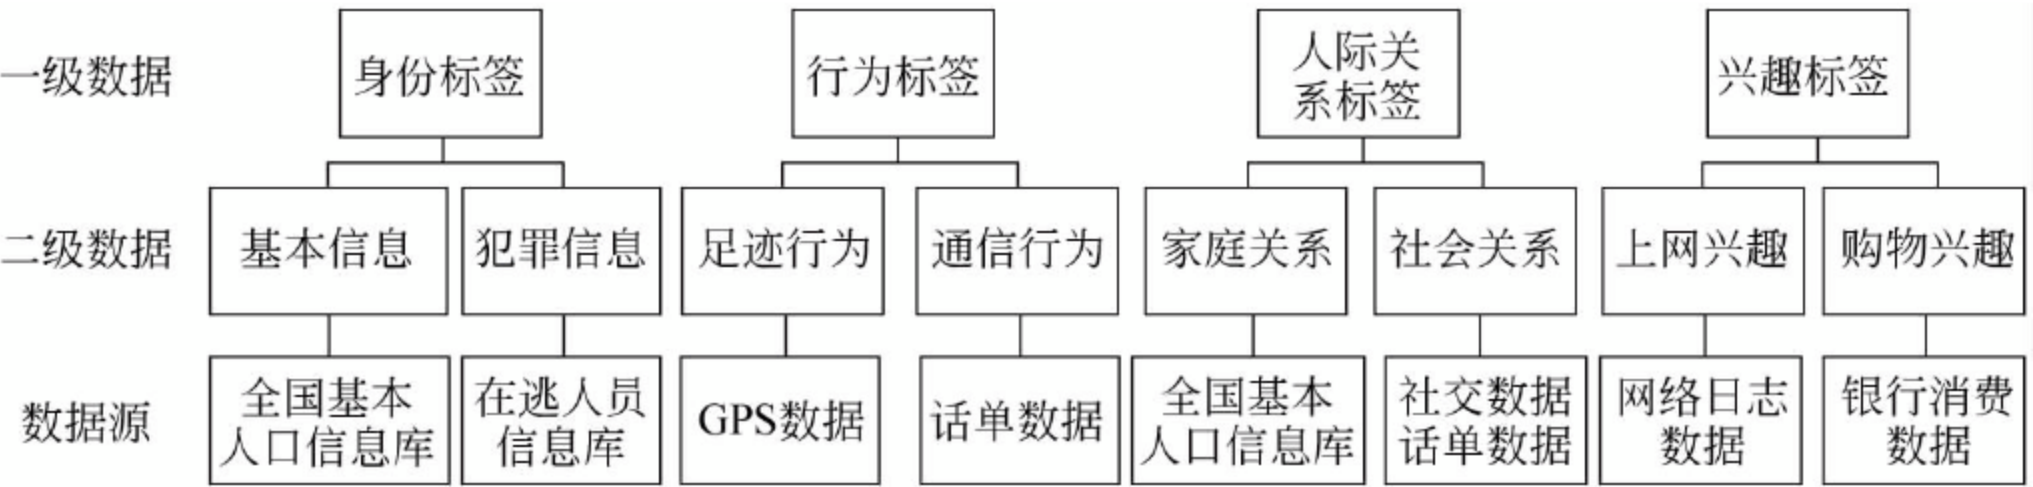 一级数据
身份标签
行为标签
人际关
系标签
兴趣标签
二级数据
基本信息
犯罪信息
足迹行为
通信行为
家庭关系
社会关系
上网兴趣
购物兴趣
数据源
全国基本
人口信息库
在逃人员
信息库
GPS数据
话单数据
全国基本
人口信息库
社交数据
话单数据
网络日志
数据
银行消费
数据